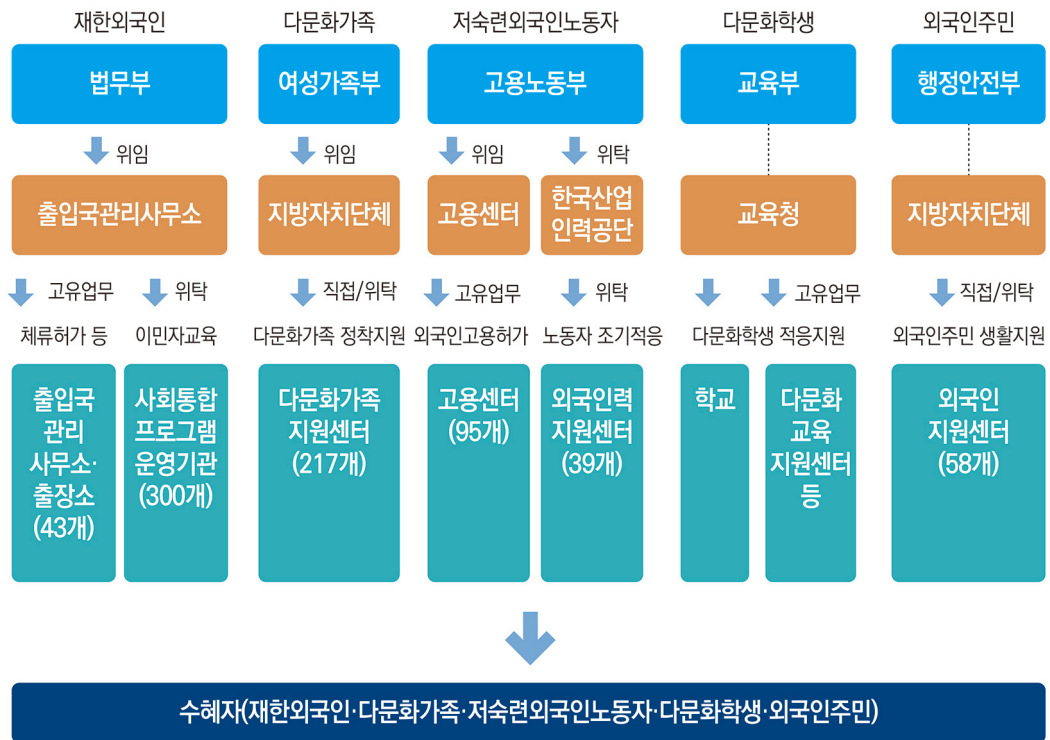 재한외국인
다문화가족
저숙련외국인노동자
다문화학생
외국인주민
법무부
여성가족부
고용노동부
교육부
행정안전부
위임
위임
위임
위탁
출입국관리사무소
지방자치단체
고용센터
한국산업
인력공단
교육청
지방자치단체
고유업무
위탁
직접/위탁
고유업무
위탁
고유업무
직접/위탁
체류허가 등
이민자교육
다문화가족 정착지원
외국인고용허가
노동자 조기적응
다문화학생 적응지원
외국인주민 생활지원
출입국
관리
사무소·
출장소
(43개)
사회통합
프로그램
운영기관
(300개)
다문화가족
지원센터
(217개)
고용센터
(95개)
외국인력
지원센터
(39개)
학교
다문화
교육
지원센터
등
외국인
지원센터
(58개)
수혜자(재한외국인·다문화가족·저숙련외국인노동자·다문화학생·외국인주민)